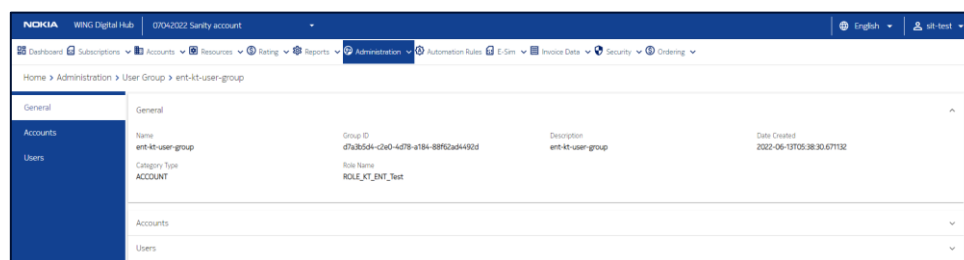 NOKIA WING Digital Hub 07042022 Sanity account English sit-test
Dashboard Subscriptions Accounts Resources Rating Reports Administration Automation Rules E-Sim Invoice Data Security Ordering
Home > Administration > User Group > ent-kt-user-group
General
Accounts
Users
General
Name Group ID Description Date Created
ent-kt-user-group d7a3b5d4-c2e0-4d78-a184-88f62ad4492d ent-kt-user-group 2022-06-13T05:38:30.671132
Category Type Role Name
ACCOUNT ROLE_KT_ENT_Test
Accounts
Users